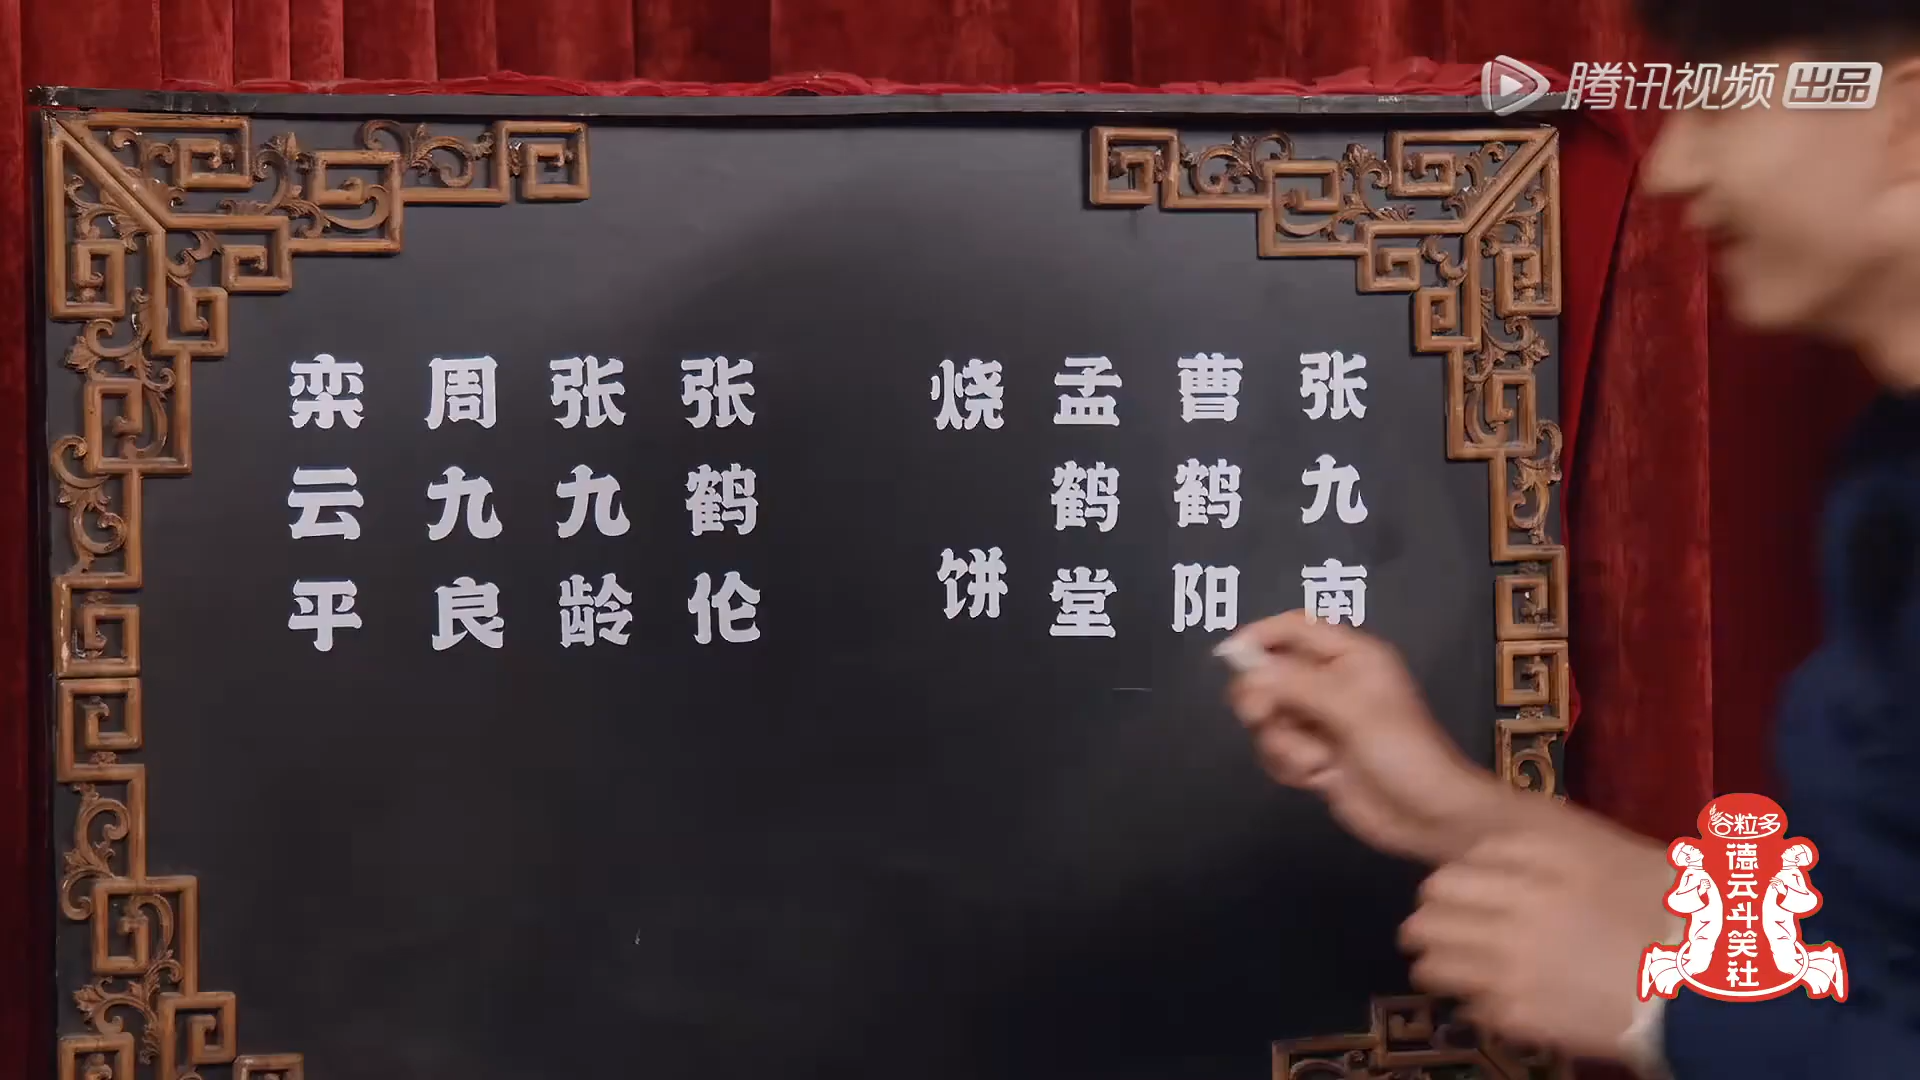 腾讯视频 出品
张九南
曹鹤阳
孟鹤堂
烧饼
张鹤伦
张九龄
周九良
栾云平
谷粒多
德云斗笑社